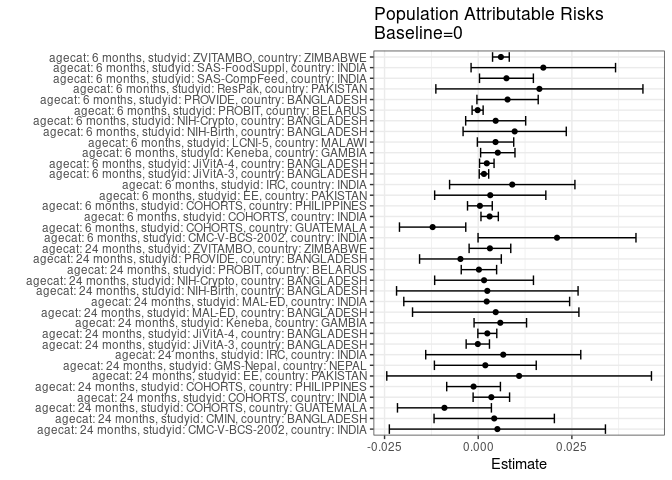 Population Attributable Risks
Baseline=0
agecat: 6 months, studyid: ZVITAMBO, country: ZIMBABWE
agecat: 6 months, studyid: SAS-FoodSuppl, country: INDIA
agecat: 6 months, studyid: SAS-CompFeed, country: INDIA
agecat: 6 months, studyid: ResPak, country: PAKISTAN
agecat: 6 months, studyid: PROVIDE, country: BANGLADESH
agecat: 6 months, studyid: PROBIT, country: BELARUS
agecat: 6 months, studyid: NIH-Crypto, country: BANGLADESH
agecat: 6 months, studyid: NIH-Birth, country: BANGLADESH
agecat: 6 months, studyid: LCNI-5, country: MALAWI
agecat: 6 months, studyid: Keneba, country: GAMBIA
agecat: 6 months, studyid: JiVitA-4, country: BANGLADESH
agecat: 6 months, studyid: JiVitA-3, country: BANGLADESH
agecat: 6 months, studyid: IRC, country: INDIA
agecat: 6 months, studyid: EE, country: PAKISTAN
agecat: 6 months, studyid: COHORTS, country: PHILIPPINES
agecat: 6 months, studyid: COHORTS, country: INDIA
agecat: 6 months, studyid: COHORTS, country: GUATEMALA
agecat: 6 months, studyid: CMC-V-BCS-2002, country: INDIA
agecat: 24 months, studyid: ZVITAMBO, country: ZIMBABWE
agecat: 24 months, studyid: PROVIDE, country: BANGLADESH
agecat: 24 months, studyid: PROBIT, country: BELARUS
agecat: 24 months, studyid: NIH-Crypto, country: BANGLADESH
agecat: 24 months, studyid: NIH-Birth, country: BANGLADESH
agecat: 24 months, studyid: MAL-ED, country: INDIA
agecat: 24 months, studyid: MAL-ED, country: BANGLADESH
agecat: 24 months, studyid: Keneba, country: GAMBIA
agecat: 24 months, studyid: JiVitA-4, country: BANGLADESH
agecat: 24 months, studyid: JiVitA-3, country: BANGLADESH
agecat: 24 months, studyid: IRC, country: INDIA
agecat: 24 months, studyid: GMS-Nepal, country: NEPAL
agecat: 24 months, studyid: EE, country: PAKISTAN
agecat: 24 months, studyid: COHORTS, country: PHILIPPINES
agecat: 24 months, studyid: COHORTS, country: INDIA
agecat: 24 months, studyid: COHORTS, country: GUATEMALA
agecat: 24 months, studyid: CMIN, country: BANGLADESH
agecat: 24 months, studyid: CMC-V-BCS-2002, country: INDIA
-0.025 0.000 0.025
Estimate